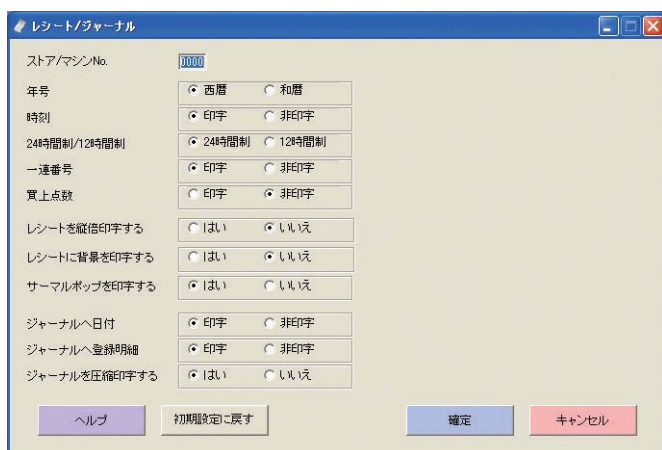 レシート/ジャーナル
ストア/マシンNo. 0000
年号 西暦 和暦
時刻 印字 非印字
24時間制/12時間制 24時間制 12時間制
一連番号 印字 非印字
買上点数 印字 非印字
レシートを縦倍印字する はい いいえ
レシートに背景を印字する はい いいえ
サーマルポップを印字する はい いいえ
ジャーナルへ日付 印字 非印字
ジャーナルへ登録明細 印字 非印字
ジャーナルを圧縮印字する はい いいえ
ヘルプ 初期設定に戻す 確定 キャンセル